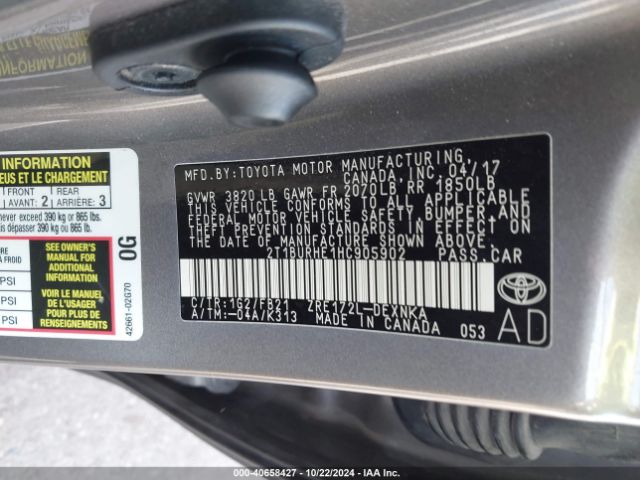 INFORMATION
EUS ET LE CHARGEMENT
FRONT
AVANT: 2
REAR
ARRIÈRE: 3
never exceed 390 kg or 865 lbs.
dépasser 390 kg ou 865 lb.
A FROID
SEE OWNER'S
MANUAL FOR
ADDITIONAL
INFORMATION
VOIR LE MANUEL
DE L'USAGER
POUR PLUS DE
RENSEIGNEMENTS
PSI
PSI
0G
42661-02G70
MFD.BY:TOYOTA MOTOR MANUFACTURING,
CANADA,INC. 04/17
GVWR 3820LB GAWR FR 2020LB RR 1850LB
THIS VEHICLE CONFORMS TO ALL APPLICABLE
FEDERAL MOTOR VEHICLE SAFETY,BUMPER,AND
THEFT PREVENTION STANDARDS IN EFFECT ON
THE DATE OF MANUFACTURE SHOWN ABOVE.
2T1BURHE1HC905902 PASS.CAR
C/TR:1G2/FB21 ZRE172L-DEXNKA
A/TM:-04A/K313 MADE IN CANADA 053
AD
000-40658427 - 10/22/2024 - IAA Inc.